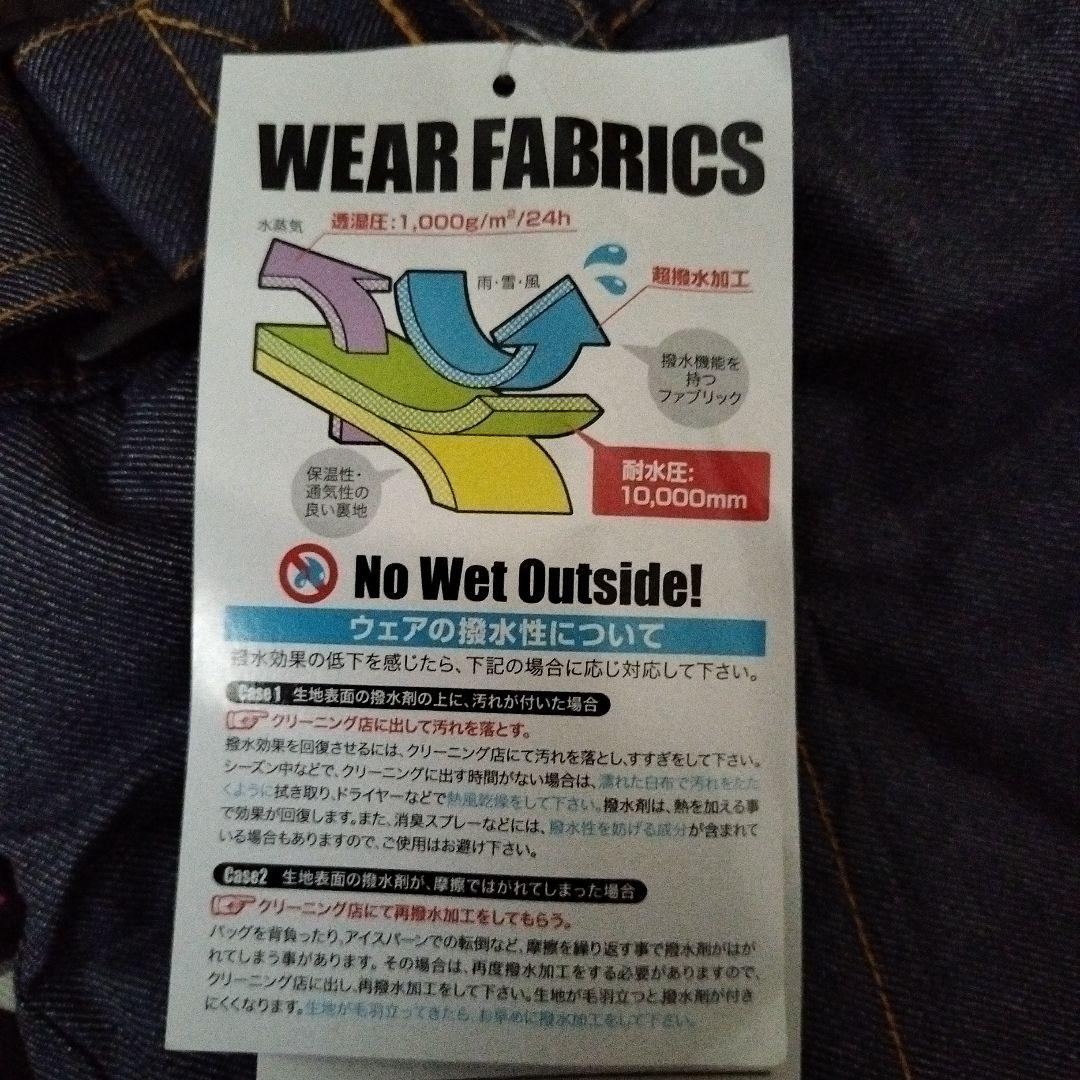 WEAR FABRICS
水蒸気
透湿圧:1,000g/m²/24h
雨・雪・風
超撥水加工
撥水機能を
持つ
ファブリック
保温性・
通気性の
良い裏地
耐水圧:
10,000mm
No Wet Outside!
ウェアの撥水性について
撥水効果の低下を感じたら、下記の場合に応じ対応して下さい。
Case1 生地表面の撥水剤の上に、汚れが付いた場合
クリーニング店に出して汚れを落とす。
撥水効果を回復させるには、クリーニング店にて汚れを落とし、すすぎをして下さい。
シーズン中などで、クリーニングに出す時間がない場合は、濡れた白布で汚れをたた
くように拭き取り、ドライヤーなどで熱風乾燥をして下さい。撥水剤は、熱を加える事
で効果が回復します。また、消臭スプレーなどには、撥水性を妨げる成分が含まれて
いる場合もありますので、ご使用はお避け下さい。
Case2 生地表面の撥水剤が、摩擦ではがれてしまった場合
クリーニング店にて再撥水加工をしてもらう。
バッグを背負ったり、アイスバーンでの転倒など、摩擦を繰り返す事で撥水剤がはが
れてしまう事があります。その場合は、再度撥水加工をする必要がありますので、
クリーニング店に出し、再撥水加工をして下さい。生地が毛羽立つと撥水剤が付き
にくくなります。生地が毛羽立ってきたら、お早めに撥水加工をして下さい。